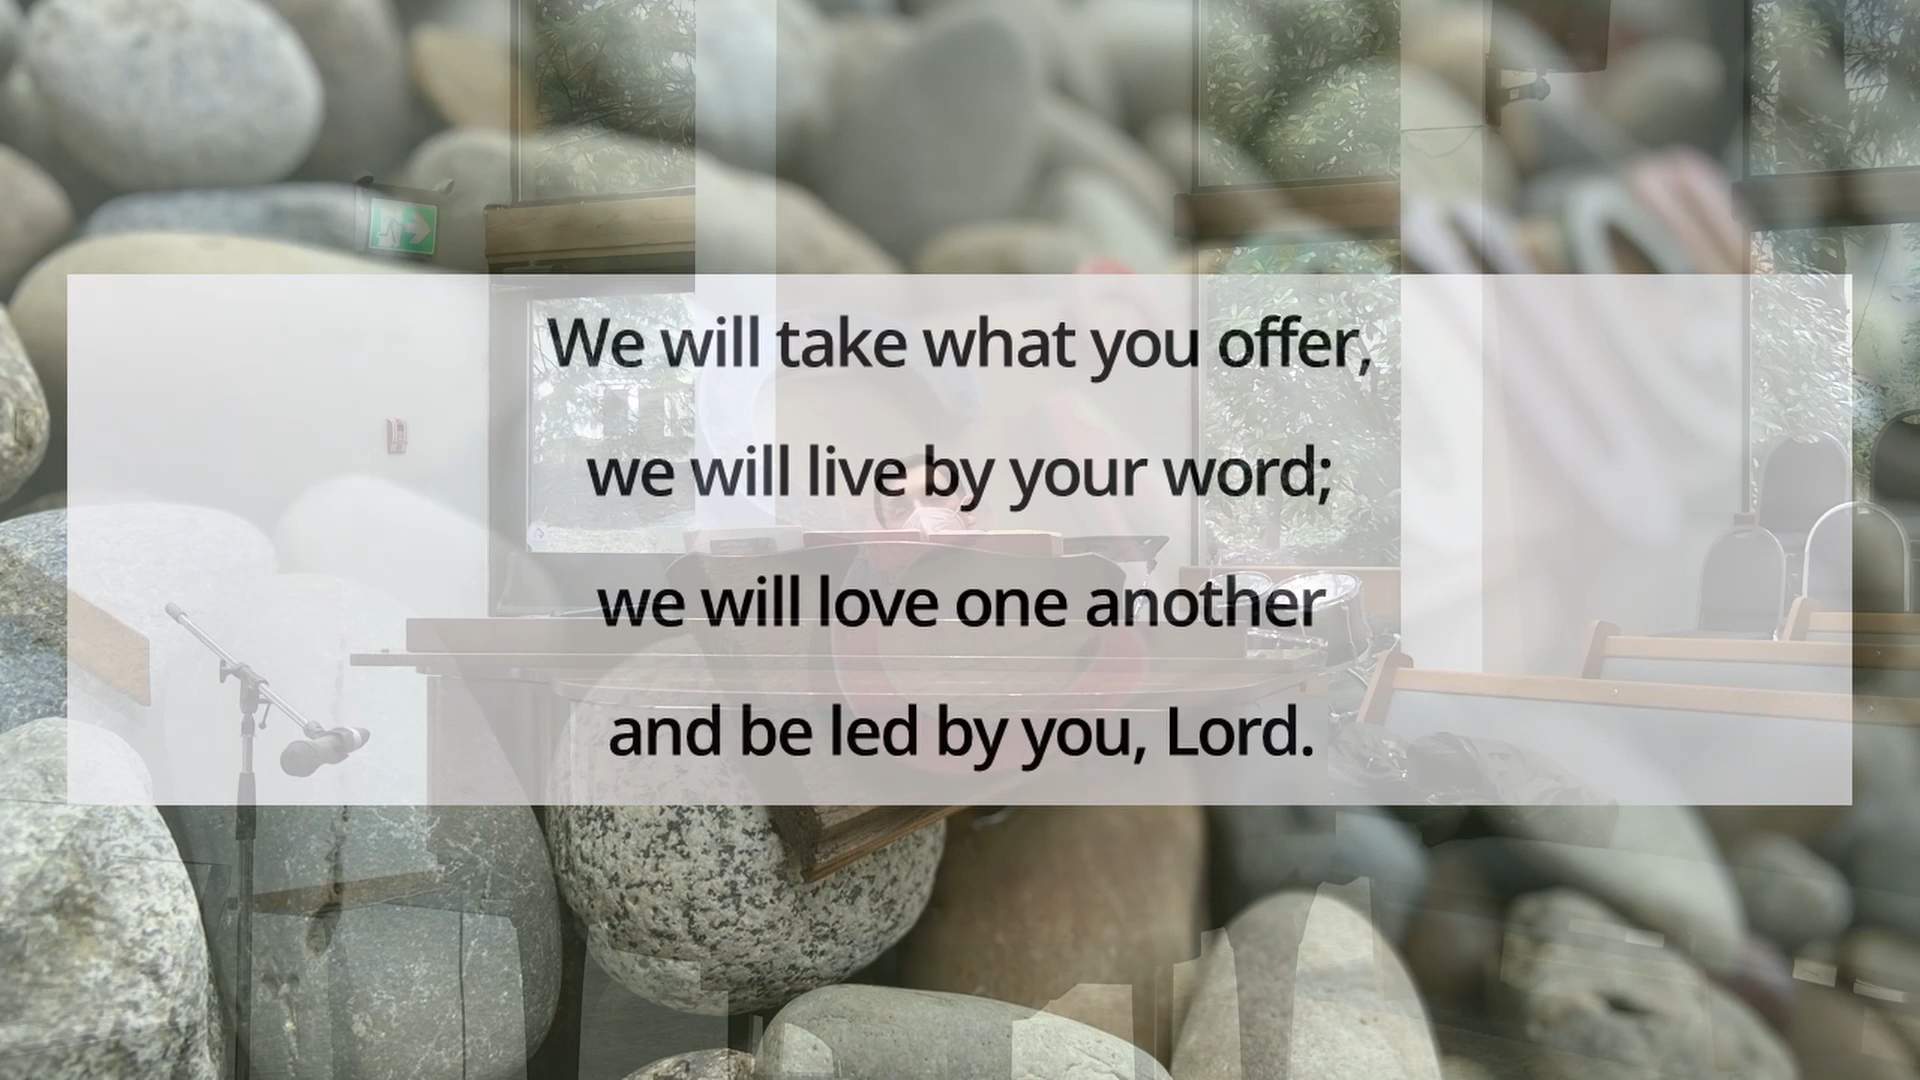 We will take what you offer,
we will live by your word;
we will love one another
and be led by you, Lord.